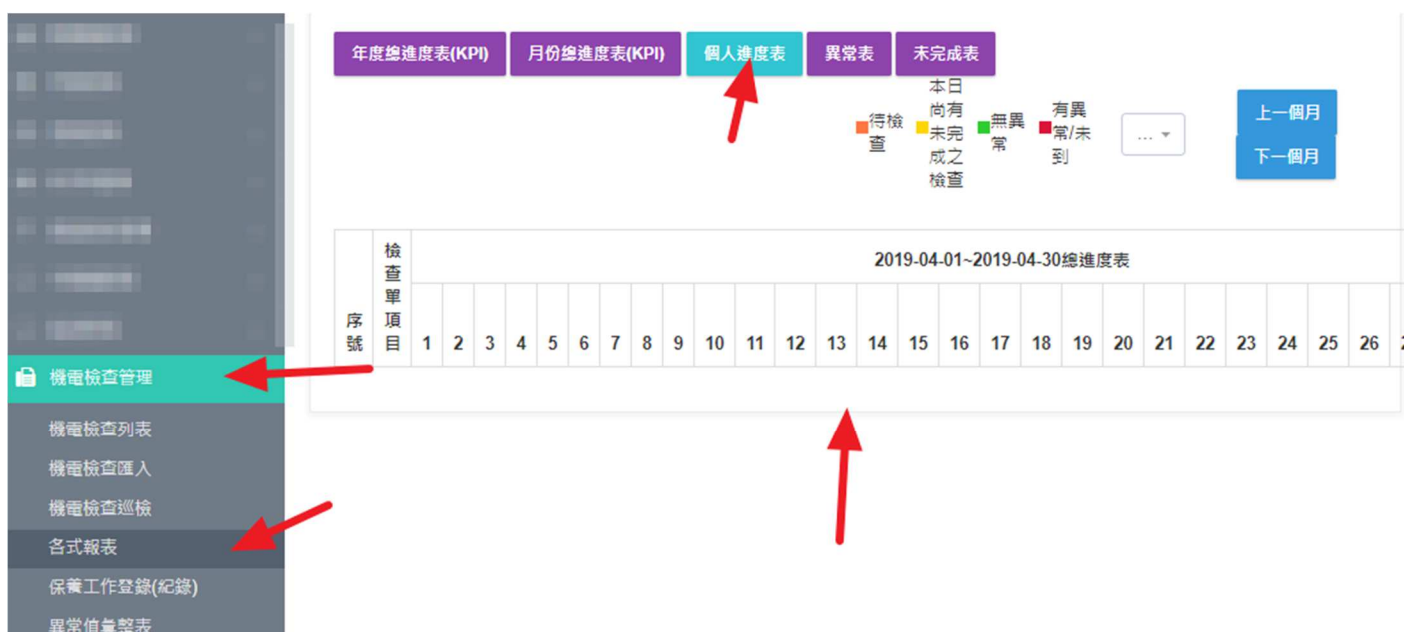 年度總進度表(KPI)
月份總進度表(KPI)
個人進度表
異常表
未完成表
待檢
查
本日
尚有
未完
成之
檢查
無異
常
有異
常/未
到
...
上一個月
下一個月
序
號
檢
查
單
項
目
2019-04-01~2019-04-30總進度表
1 2 3 4 5 6 7 8 9 10 11 12 13 14 15 16 17 18 19 20 21 22 23 24 25 26
機電檢查管理
機電檢查列表
機電檢查匯入
機電檢查巡檢
各式報表
保養工作登錄(紀錄)
異常值彙整表